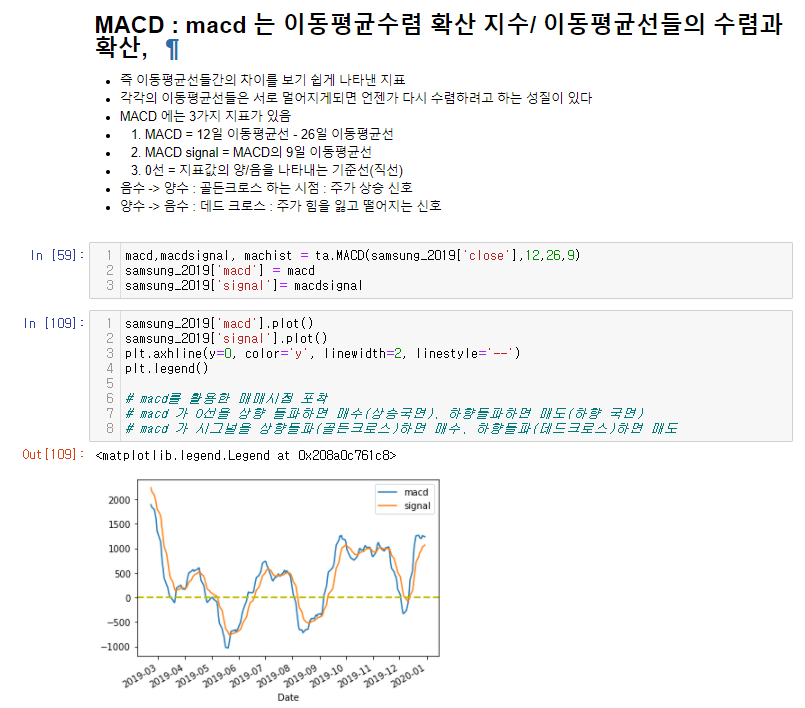 MACD : macd 는 이동평균수렴 확산 지수/ 이동평균선들의 수렴과
확산, ¶
• 즉 이동평균선들간의 차이를 보기 쉽게 나타낸 지표
• 각각의 이동평균선들은 서로 멀어지게되면 언젠가 다시 수렴하려고 하는 성질이 있다
• MACD 에는 3가지 지표가 있음
• 1. MACD = 12일 이동평균선 - 26일 이동평균선
• 2. MACD signal = MACD의 9일 이동평균선
• 3. 0선 = 지표값의 양/음을 나타내는 기준선(직선)
• 음수 -> 양수 : 골든크로스 하는 시점 : 주가 상승 신호
• 양수 -> 음수 : 데드 크로스 : 주가 힘을 잃고 떨어지는 신호
In [59]:
1 macd,macdsignal, machist = ta.MACD(samsung_2019['close'],12,26,9)
2 samsung_2019['macd'] = macd
3 samsung_2019['signal']= macdsignal
In [109]:
1 samsung_2019['macd'].plot()
2 samsung_2019['signal'].plot()
3 plt.axhline(y=0, color='y', linewidth=2, linestyle='--')
4 plt.legend()
5
6 # macd를 활용한 매매시점 포착
7 # macd 가 0선을 상향 돌파하면 매수(상승국면), 하향돌파하면 매도(하향 국면)
8 # macd 가 시그널을 상향돌파(골든크로스)하면 매수, 하향돌파(데드크로스)하면 매도
Out[109]: <matplotlib.legend.Legend at 0x208a0c761c8>
macd
signal
2000
1500
1000
500
0
−500
−1000
2019-03
2019-04
2019-05
2019-06
2019-07
2019-08
2019-09
2019-10
2019-11
2019-12
2020-01
Date